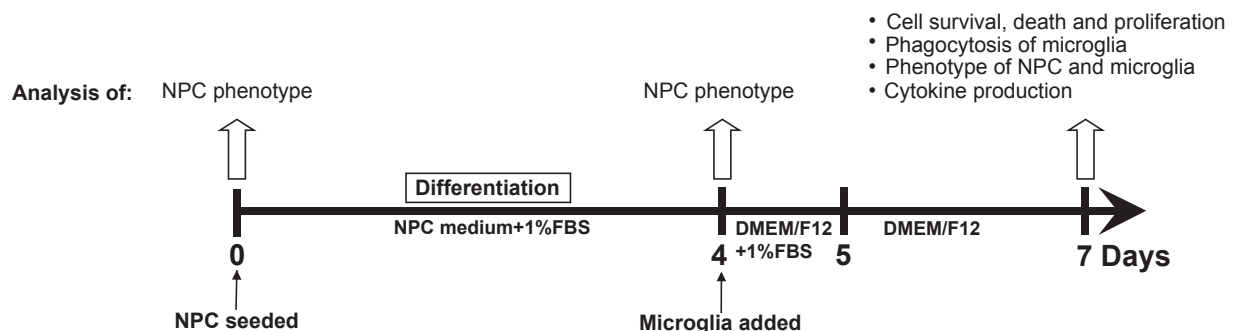 • Cell survival, death and proliferation
• Phagocytosis of microglia
• Phenotype of NPC and microglia
• Cytokine production
Analysis of: NPC phenotype NPC phenotype
Differentiation
NPC medium+1%FBS
DMEM/F12
+1%FBS
DMEM/F12
0 4 5 7 Days
NPC seeded
Microglia added